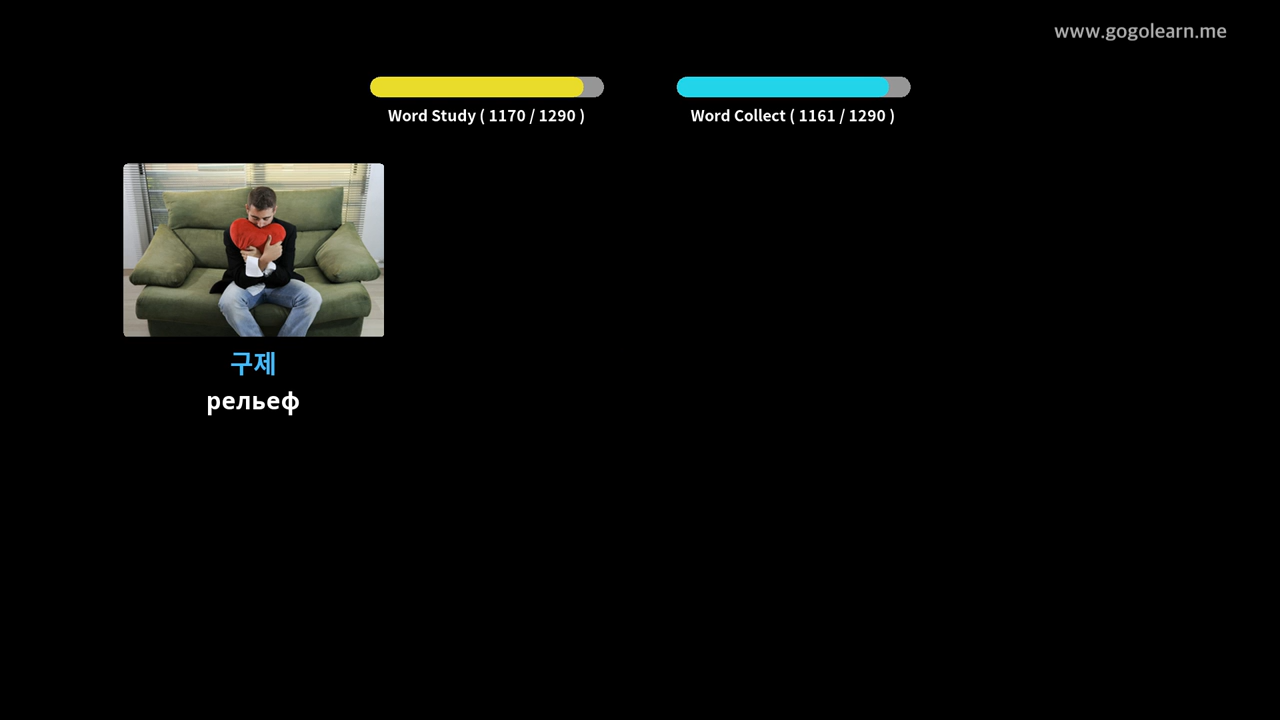 www.gogolearn.me
Word Study ( 1170 / 1290 )
Word Collect ( 1161 / 1290 )
구제
рельеф